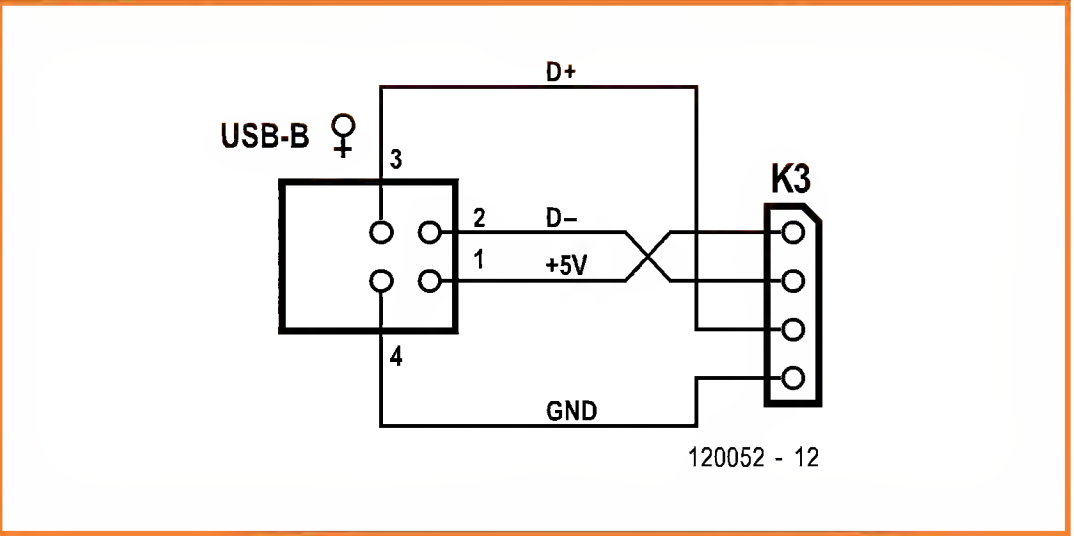 D+
USB-B ♀
3
K3
2
D–
1
+5V
4
GND
120052 - 12